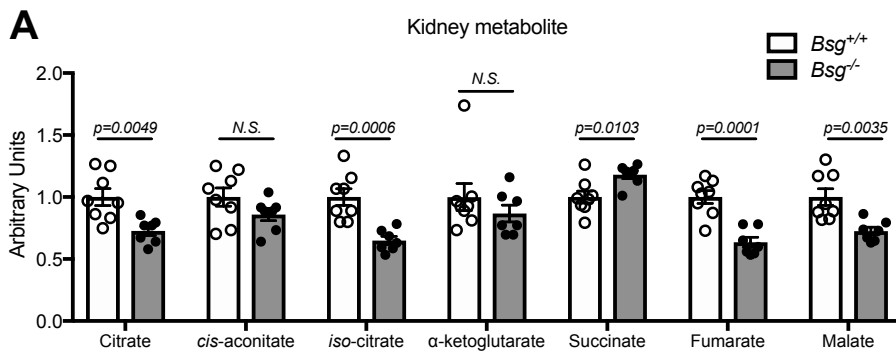 A
Kidney metabolite
Bsg+/+
Bsg-/-
Arbitrary Units
2.0
1.5
1.0
0.5
0.0
p=0.0049
N.S.
p=0.0006
N.S.
p=0.0103
p=0.0001
p=0.0035
Citrate
cis-aconitate
iso-citrate
α-ketoglutarate
Succinate
Fumarate
Malate